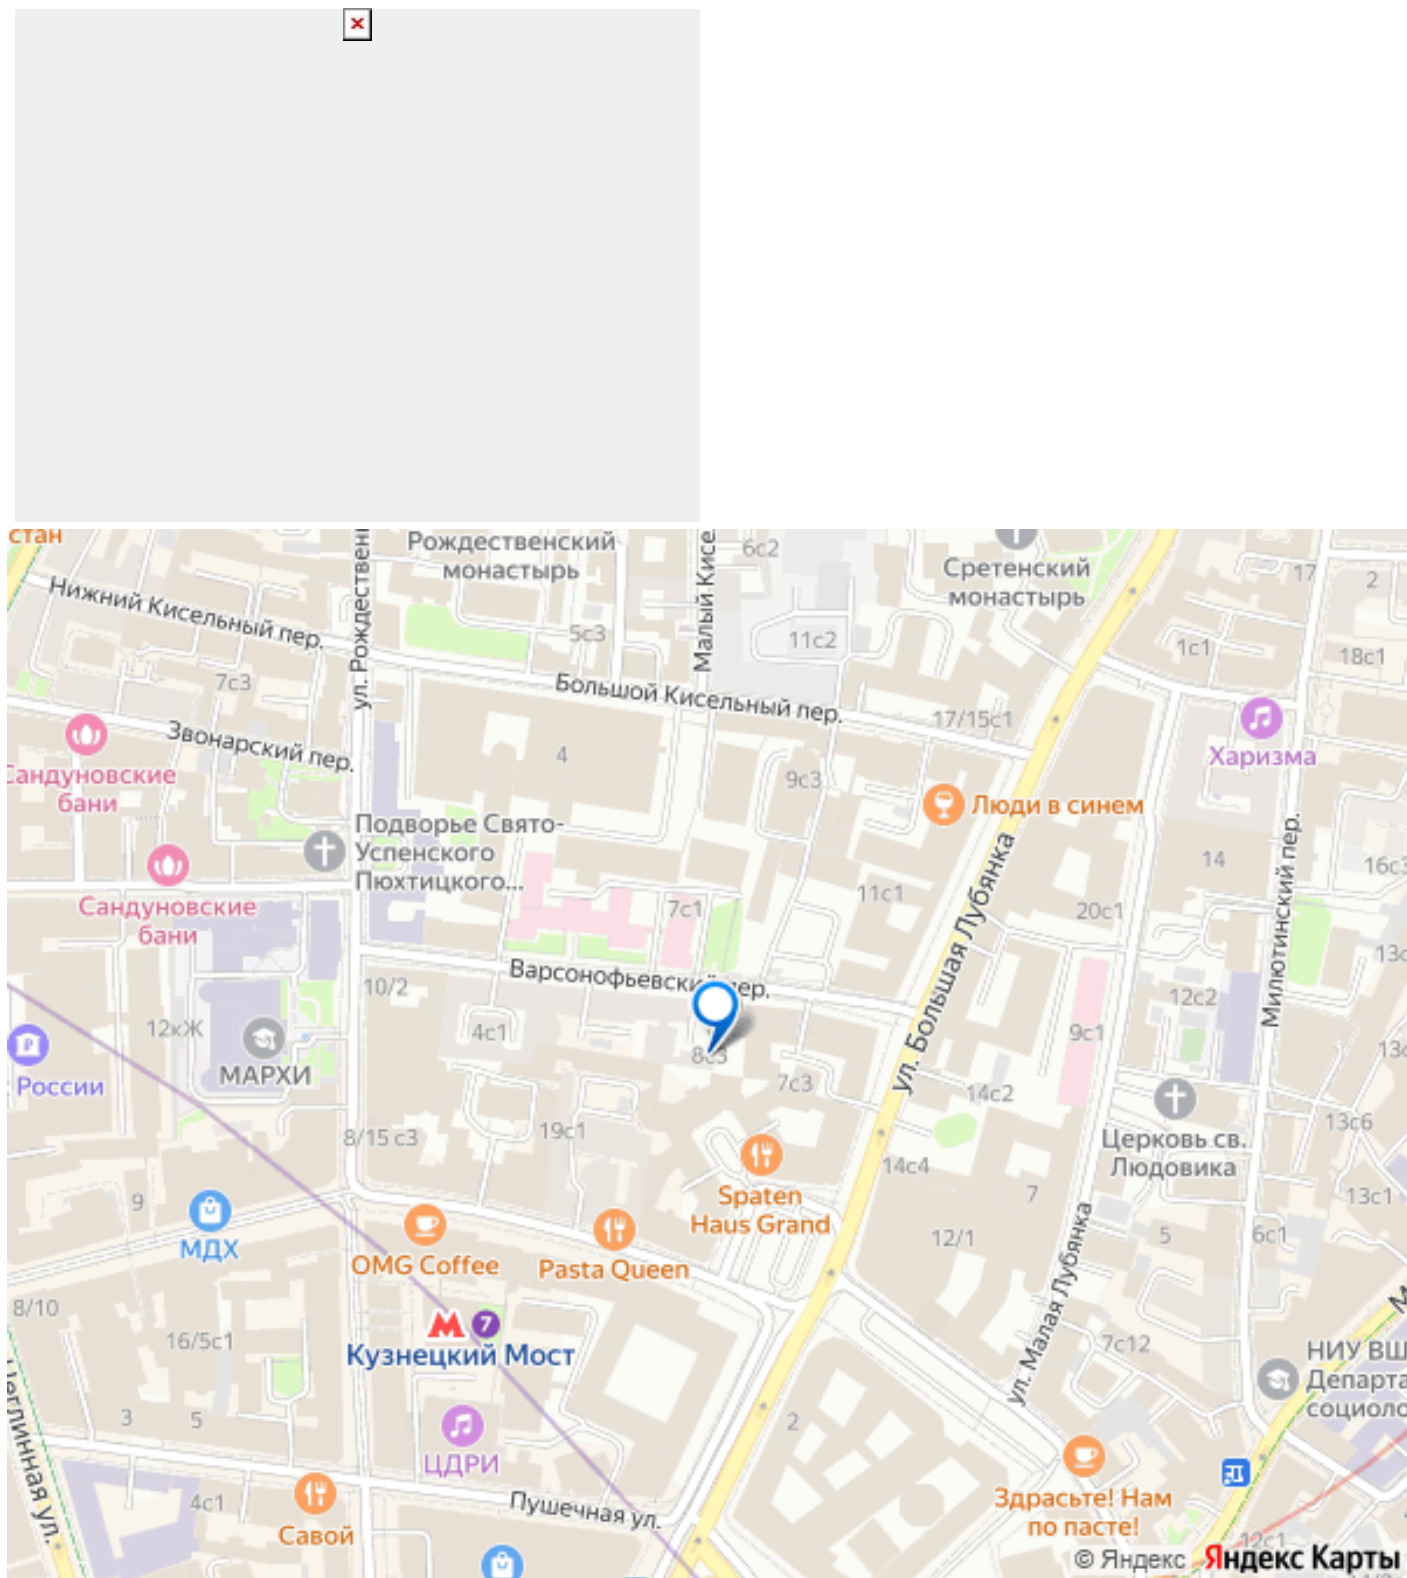 стан
Рождественский
монастырь
6с2
Сретенский
монастырь
17
2
Нижний Кисельный пер.
ул. Рождествен
Малый Кисе
5с3
11с2
1с1
18с1
7с3
Большой Кисельный пер.
17/15с1
Звонарский пер.
Харизма
Сандуновские
бани
4
9с3
Люди в синем
Подворье Свято-
Успенского
Пюхтицкого...
14
16с3
Милютинский пер.
Сандуновские
бани
7с1
11с1
20с1
ул. Большая Лубянка
Варсонофьевский пер.
10/2
12с2
12кЖ
4с1
9с1
России
МАРХИ
7с3
14с2
8/15 с3
19с1
13с6
Церковь св.
Людовика
14с4
9
Spaten
Haus Grand
7
13с1
МДХ
OMG Coffee
Pasta Queen
12/1
5
6с1
8/10
16/5с1
7
Кузнецкий Мост
ул. Малая Лубянка
7с12
НИУ ВШ
Департа
социоло
3
5
2
ЦДРИ
Неглинная ул.
4с1
Савой
Пушечная ул.
Здрасьте! Нам
по пасте!
12с1
© Яндекс Яндекс Карты